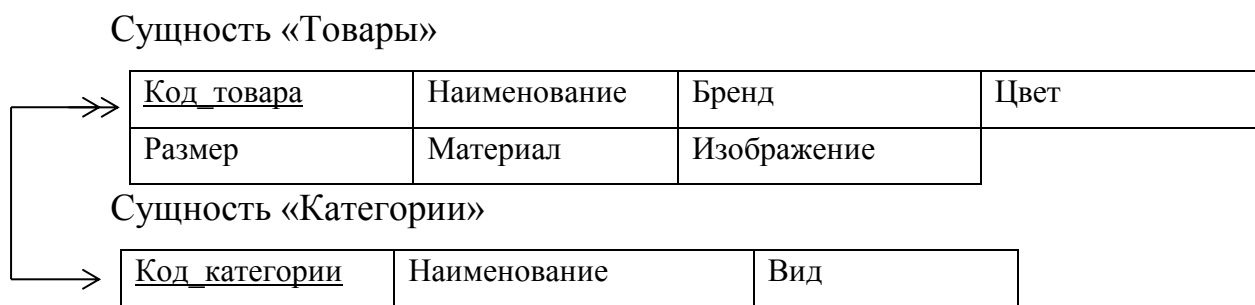 Сущность «Товары»
Код_товара Наименование Бренд Цвет
Размер Материал Изображение
Сущность «Категории»
Код_категории Наименование Вид